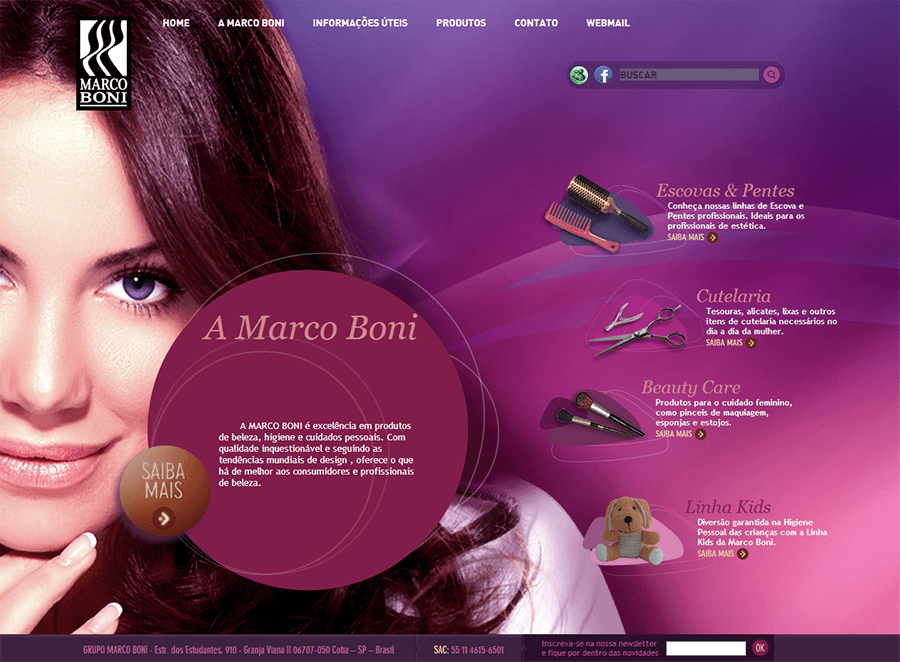 HOME
A MARCO BONI
INFORMAÇÕES ÚTEIS
PRODUTOS
CONTATO
WEBMAIL
MARCO
BONI
BUSCAR
Escovas & Pentes
Conheça nossas linhas de Escova e
Pentes profissionais. Ideais para os
profissionais de estética.
SAIBA MAIS
Cutelaria
Tesouras, alicates, lixas e outros
itens de cutelaria necessários no
dia a dia da mulher.
SAIBA MAIS
Beauty Care
Produtos para o cuidado feminino,
como pinceis de maquiagem,
esponjas e estojos.
SAIBA MAIS
Linha Kids
Diversão garantida na Higiene
Pessoal das crianças com a Linha
Kids da Marco Boni.
SAIBA MAIS
A Marco Boni
A MARCO BONI é excelência em produtos
de beleza, higiene e cuidados pessoais. Com
qualidade inquestionável e seguindo as
tendências mundiais de design , oferece o que
há de melhor aos consumidores e profissionais
de beleza.
SAIBA
MAIS
GRUPO MARCO BONI - Estr. dos Estudantes, 910 - Granja Viana II 06707-050 Cotia – SP – Brasil
SAC: 55 11 4615-6501
Inscreva-se na nossa newsletter
e fique por dentro das novidades
OK